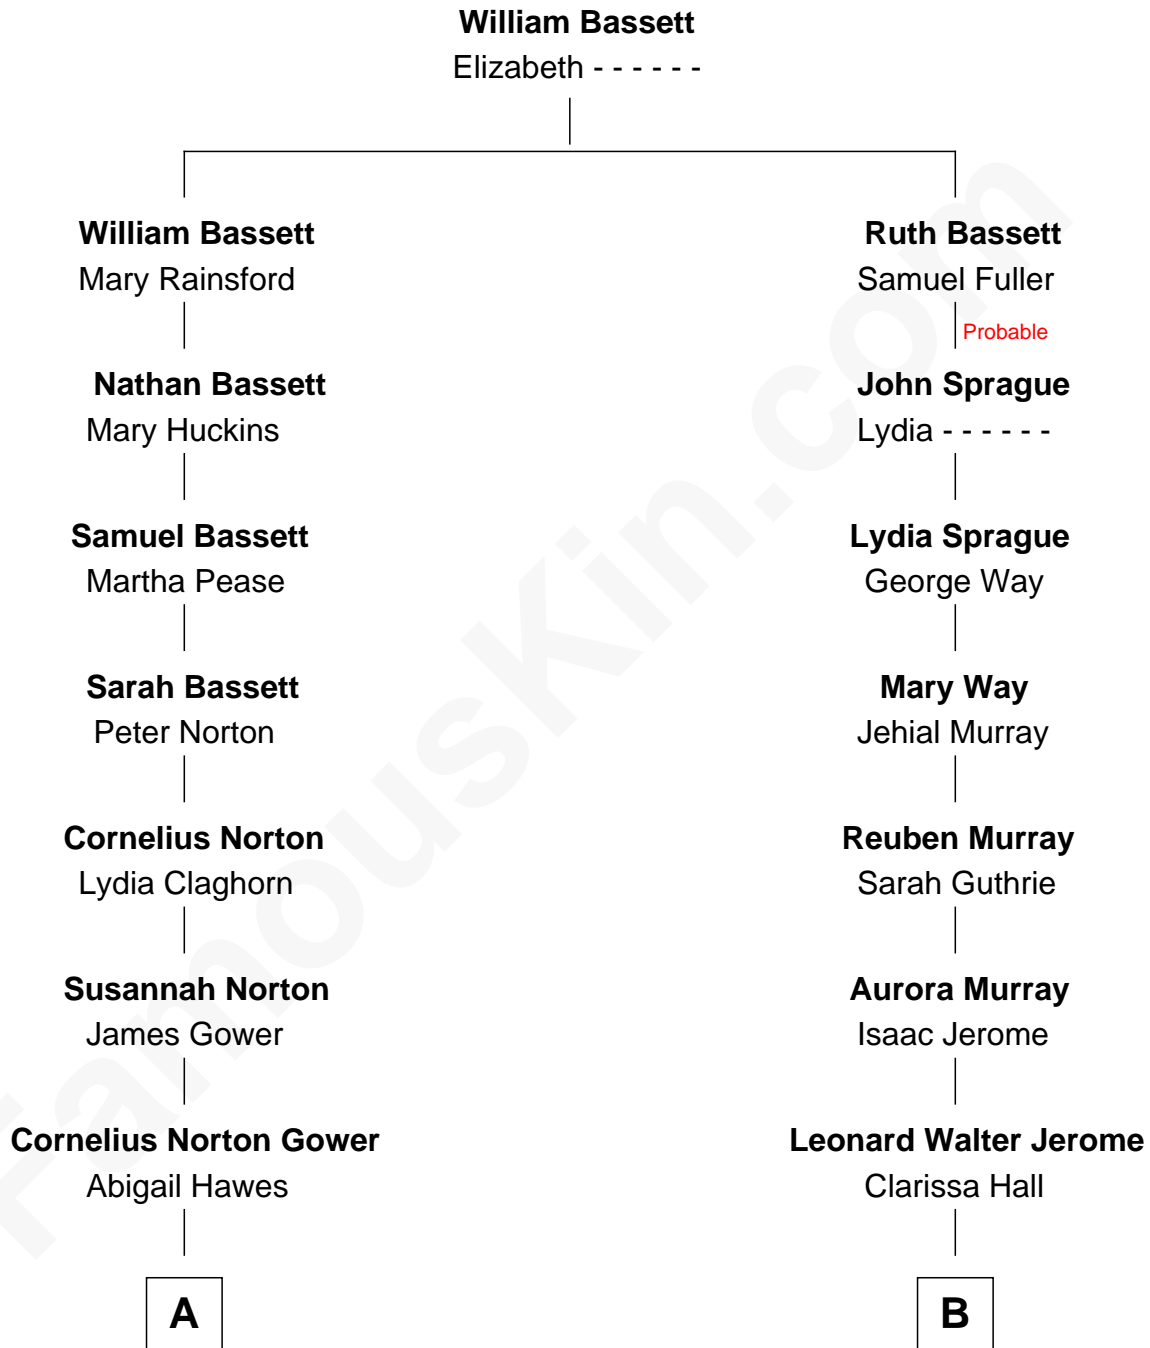 William Bassett
Elizabeth - - - - - -
William Bassett
Mary Rainsford
Ruth Bassett
Samuel Fuller
Probable
Nathan Bassett
Mary Huckins
John Sprague
Lydia - - - - - -
Samuel Bassett
Martha Pease
Lydia Sprague
George Way
Sarah Bassett
Peter Norton
Mary Way
Jehial Murray
Cornelius Norton
Lydia Claghorn
Reuben Murray
Sarah Guthrie
Susannah Norton
James Gower
Aurora Murray
Isaac Jerome
Cornelius Norton Gower
Abigail Hawes
Leonard Walter Jerome
Clarissa Hall
A
B
FamousKin.com